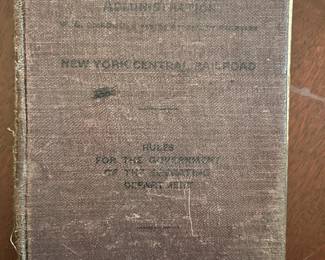 ADMINISTRATION
NEW YORK CENTRAL RAILROAD
RULES
FOR THE GOVERNMENT
OF THE OPERATING
DEPARTMENT